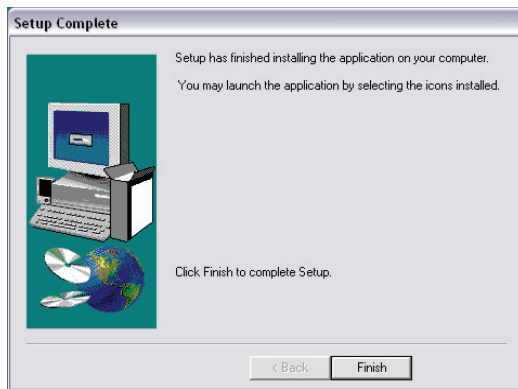 Setup Complete
Setup has finished installing the application on your computer.
You may launch the application by selecting the icons installed.
Click Finish to complete Setup.
< Back
Finish